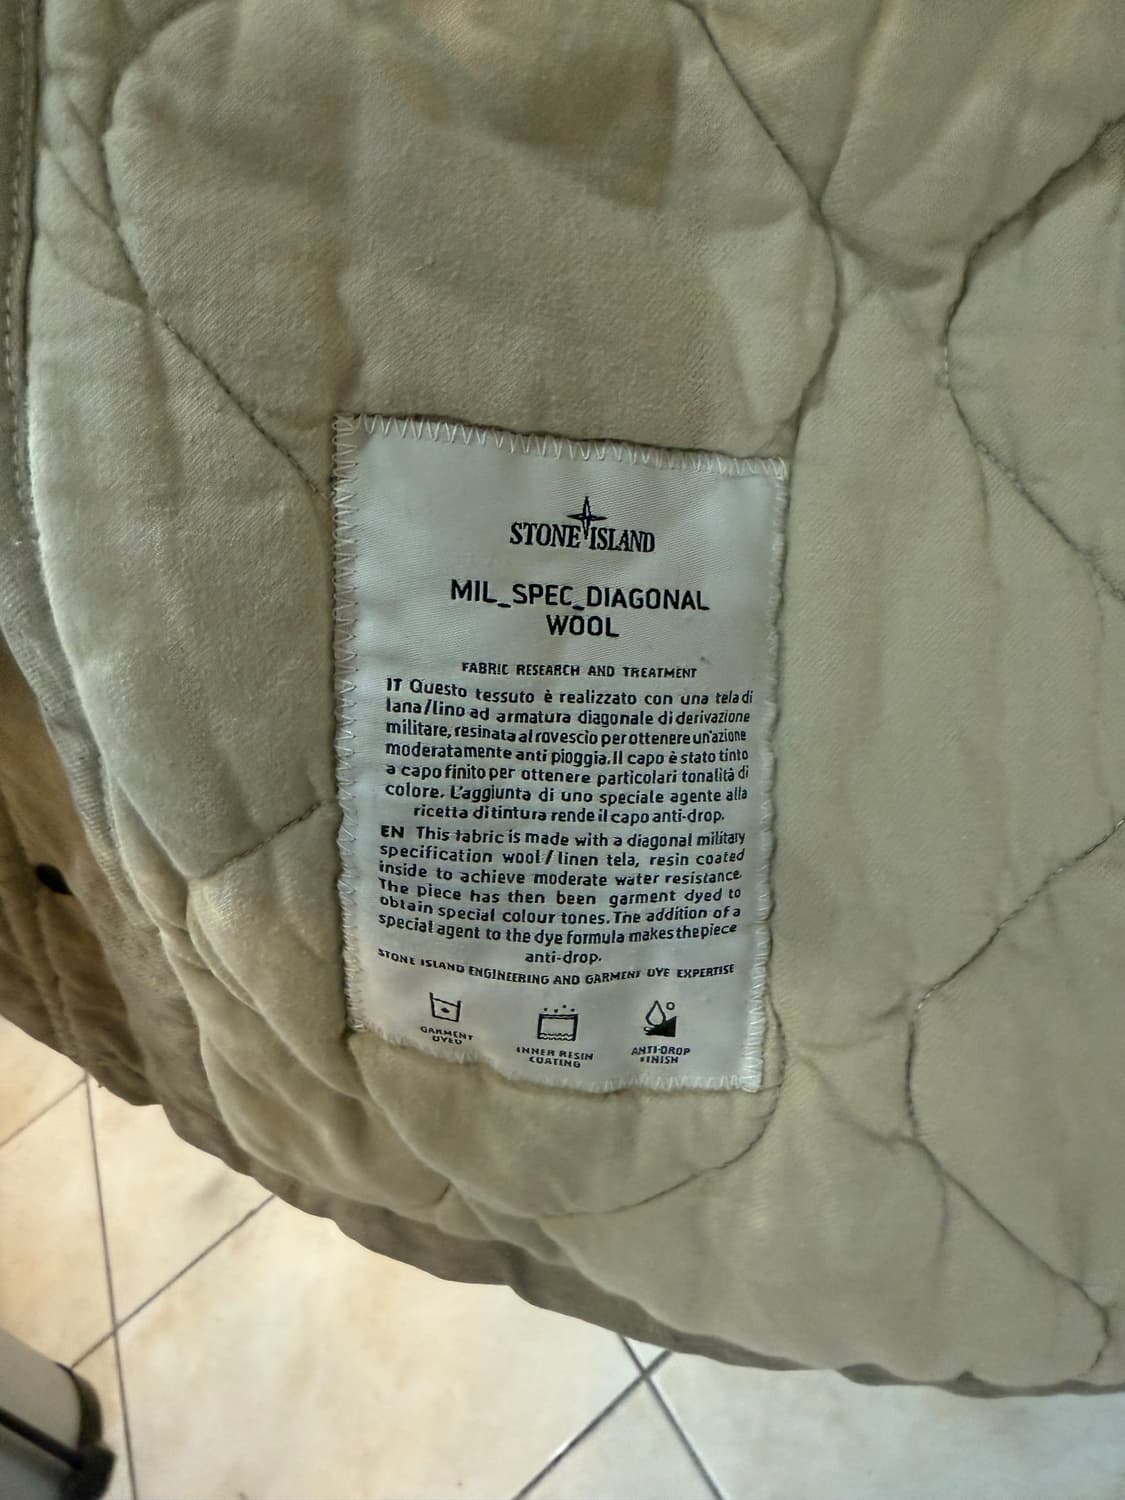 STONE ISLAND
MIL_SPEC_DIAGONAL
WOOL
FABRIC RESEARCH AND TREATMENT
IT Questo tessuto è realizzato con una tela di
lana/lino ad armatura diagonale di derivazione
militare, resinata al rovescio per ottenere un'azione
moderatamente anti pioggia. Il capo è stato tinto
a capo finito per ottenere particolari tonalità di
colore. L'aggiunta di uno speciale agente alla
ricetta di tintura rende il capo anti-drop.
EN This fabric is made with a diagonal military
specification wool/linen tela, resin coated
inside to achieve moderate water resistance.
The piece has then been garment dyed to
obtain special colour tones. The addition of a
special agent to the dye formula makes the piece
anti-drop.
STONE ISLAND ENGINEERING AND GARMENT DYE EXPERTISE
GARMENT
DYED
INNER RESIN
COATING
ANTI-DROP
FINISH